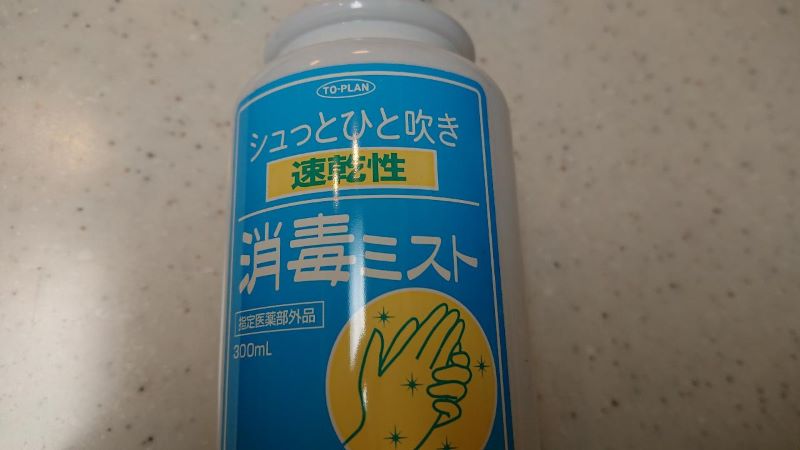 TO-PLAN
シュっとひと吹き
速乾性
消毒ミスト
指定医薬部外品
300mL